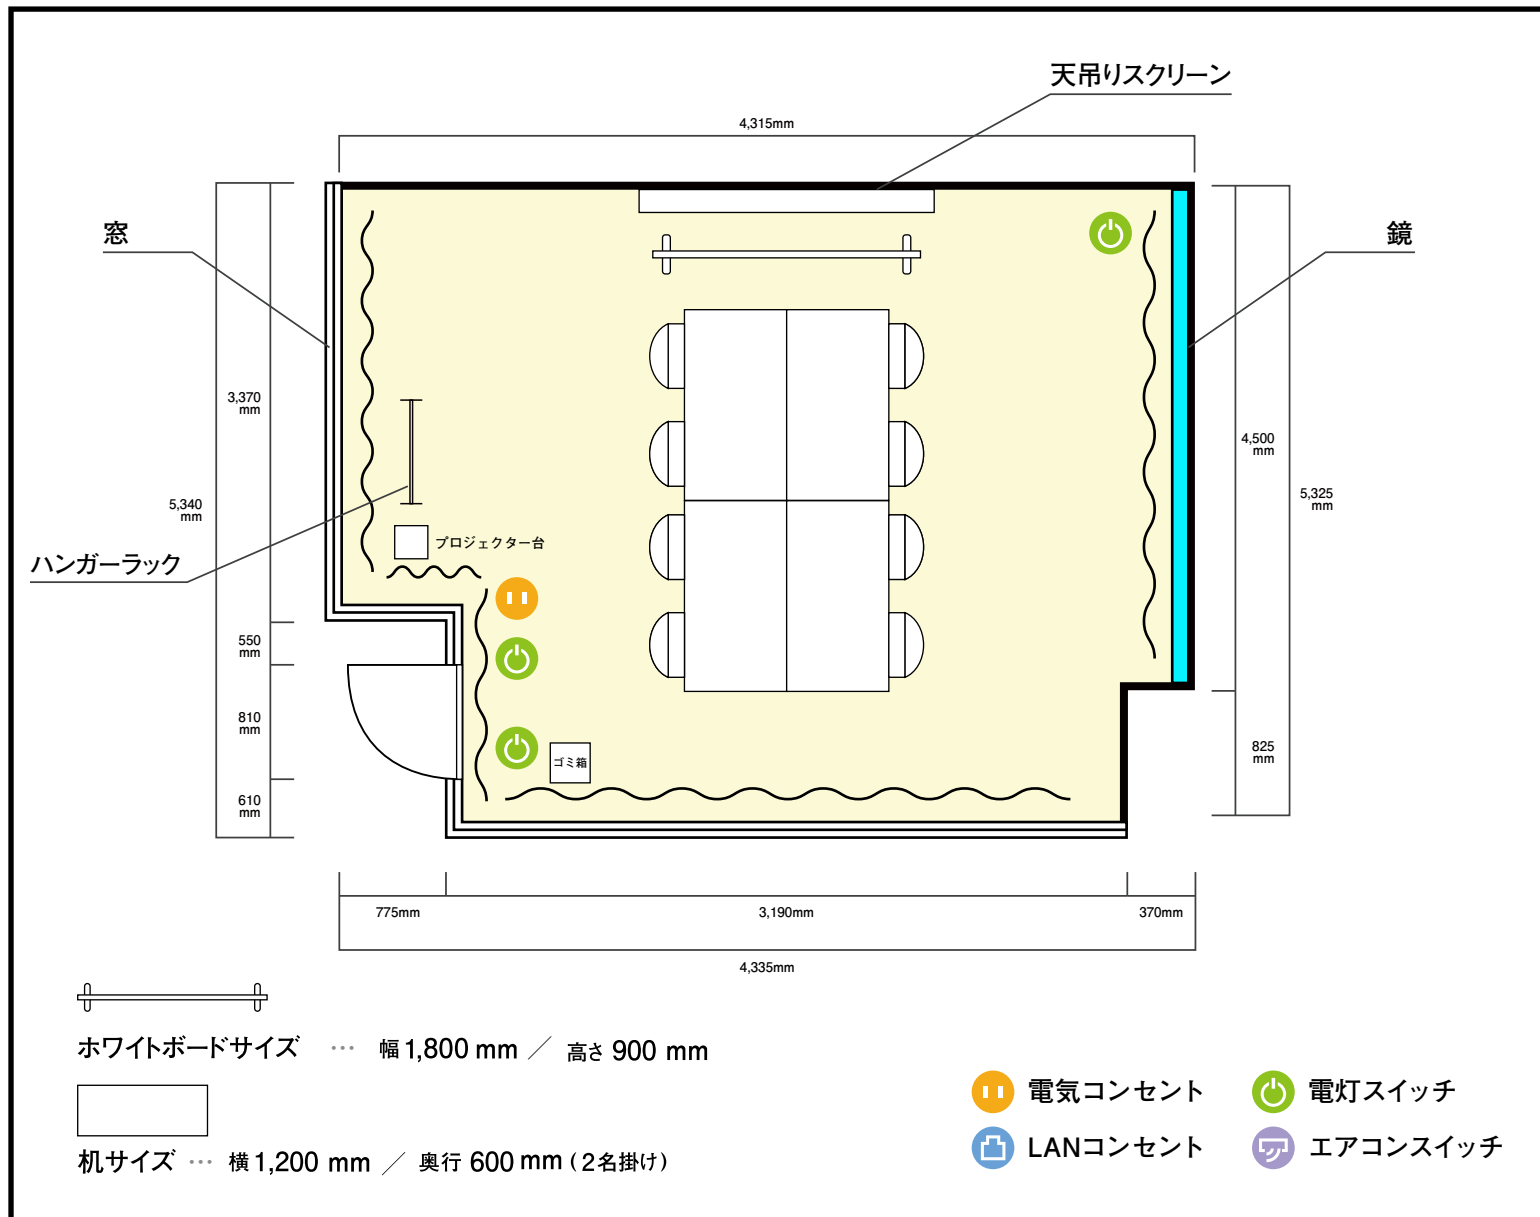 天吊りスクリーン
4,315mm
窓
鏡
3,370
mm
4,500
mm
5,340
mm
5,325
mm
プロジェクター台
ハンガーラック
550
mm
810
mm
ゴミ箱
825
mm
610
mm
775mm
3,190mm
370mm
4,335mm
ホワイトボードサイズ … 幅 1,800 mm ／ 高さ 900 mm
机サイズ … 横 1,200 mm ／ 奥行 600 mm (2名掛け)
電気コンセント
電灯スイッチ
LANコンセント
エアコンスイッチ